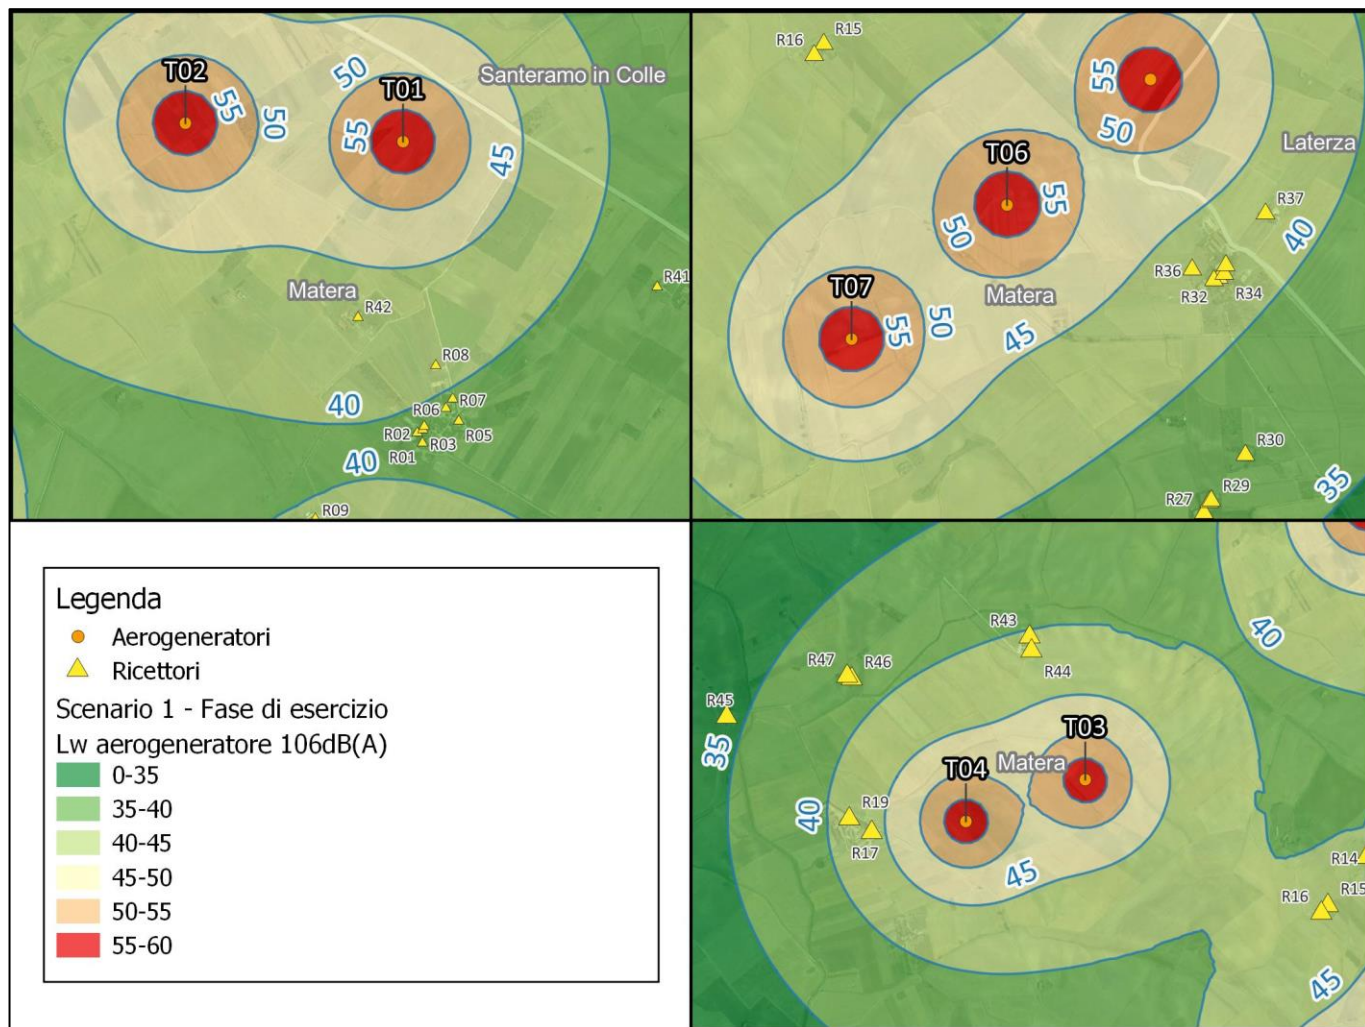 T02
T01
50
Santeramo in Colle
55
50
55
45
Matera
R42
R41
R08
40
R06
R07
R02
R03
R05
R01
40
R09
R16
R15
55
50
Laterza
T06
55
R37
50
40
R36
T07
Matera
R32
R34
50
55
45
R30
R29
R27
35
Legenda
Aerogeneratori
Ricettori
Scenario 1 - Fase di esercizio
Lw aerogeneratore 106dB(A)
0-35
35-40
40-45
45-50
50-55
55-60
R43
40
R47
R46
R44
R45
T03
35
Matera
T04
40
R19
R17
45
R14
R16
R15
45